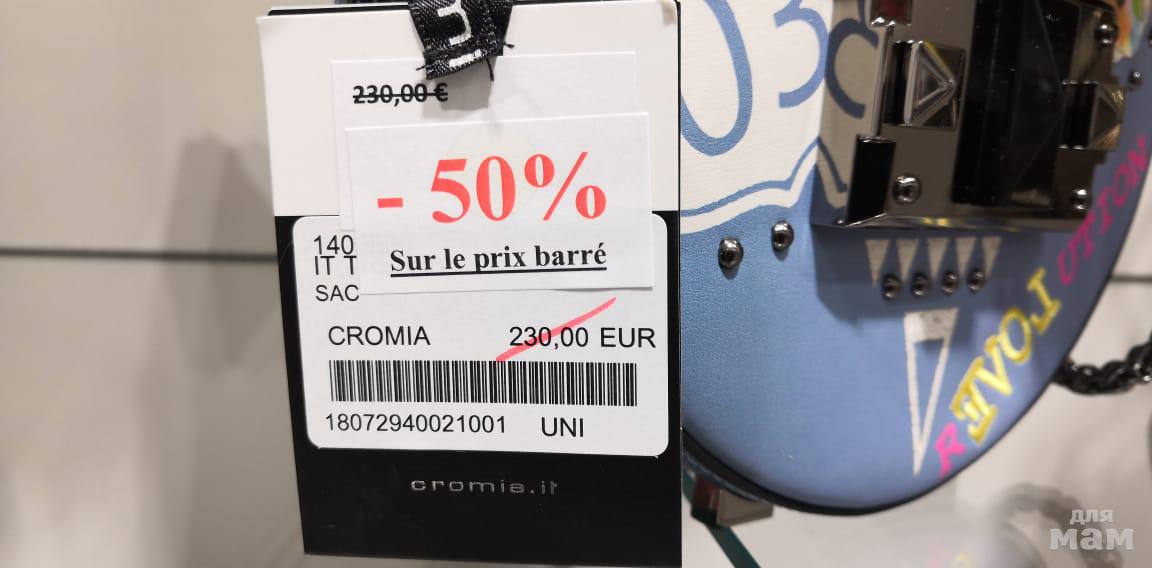 230,00 €
- 50%
Sur le prix barré
140
IT T
SAC
CROMIA
230,00 EUR
18072940021001 UNI
cromia.it
REVOLUTION
для
мам